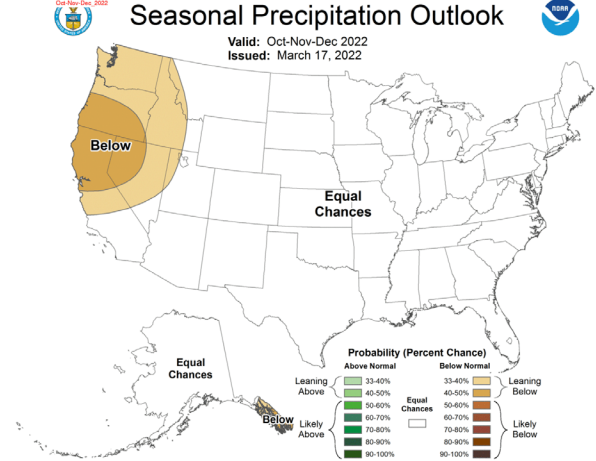 Oct-Nov-Dec_2022
Seasonal Precipitation Outlook
NOAA
Valid: Oct-Nov-Dec 2022
Issued: March 17, 2022
Below
Equal
Chances
Equal
Chances
Below
Probability (Percent Chance)
Above Normal
Below Normal
Leaning
Above
33-40%
40-50%
Likely
Above
50-60%
60-70%
70-80%
80-90%
90-100%
Equal
Chances
33-40%
40-50%
Leaning
Below
50-60%
60-70%
70-80%
80-90%
90-100%
Likely
Below